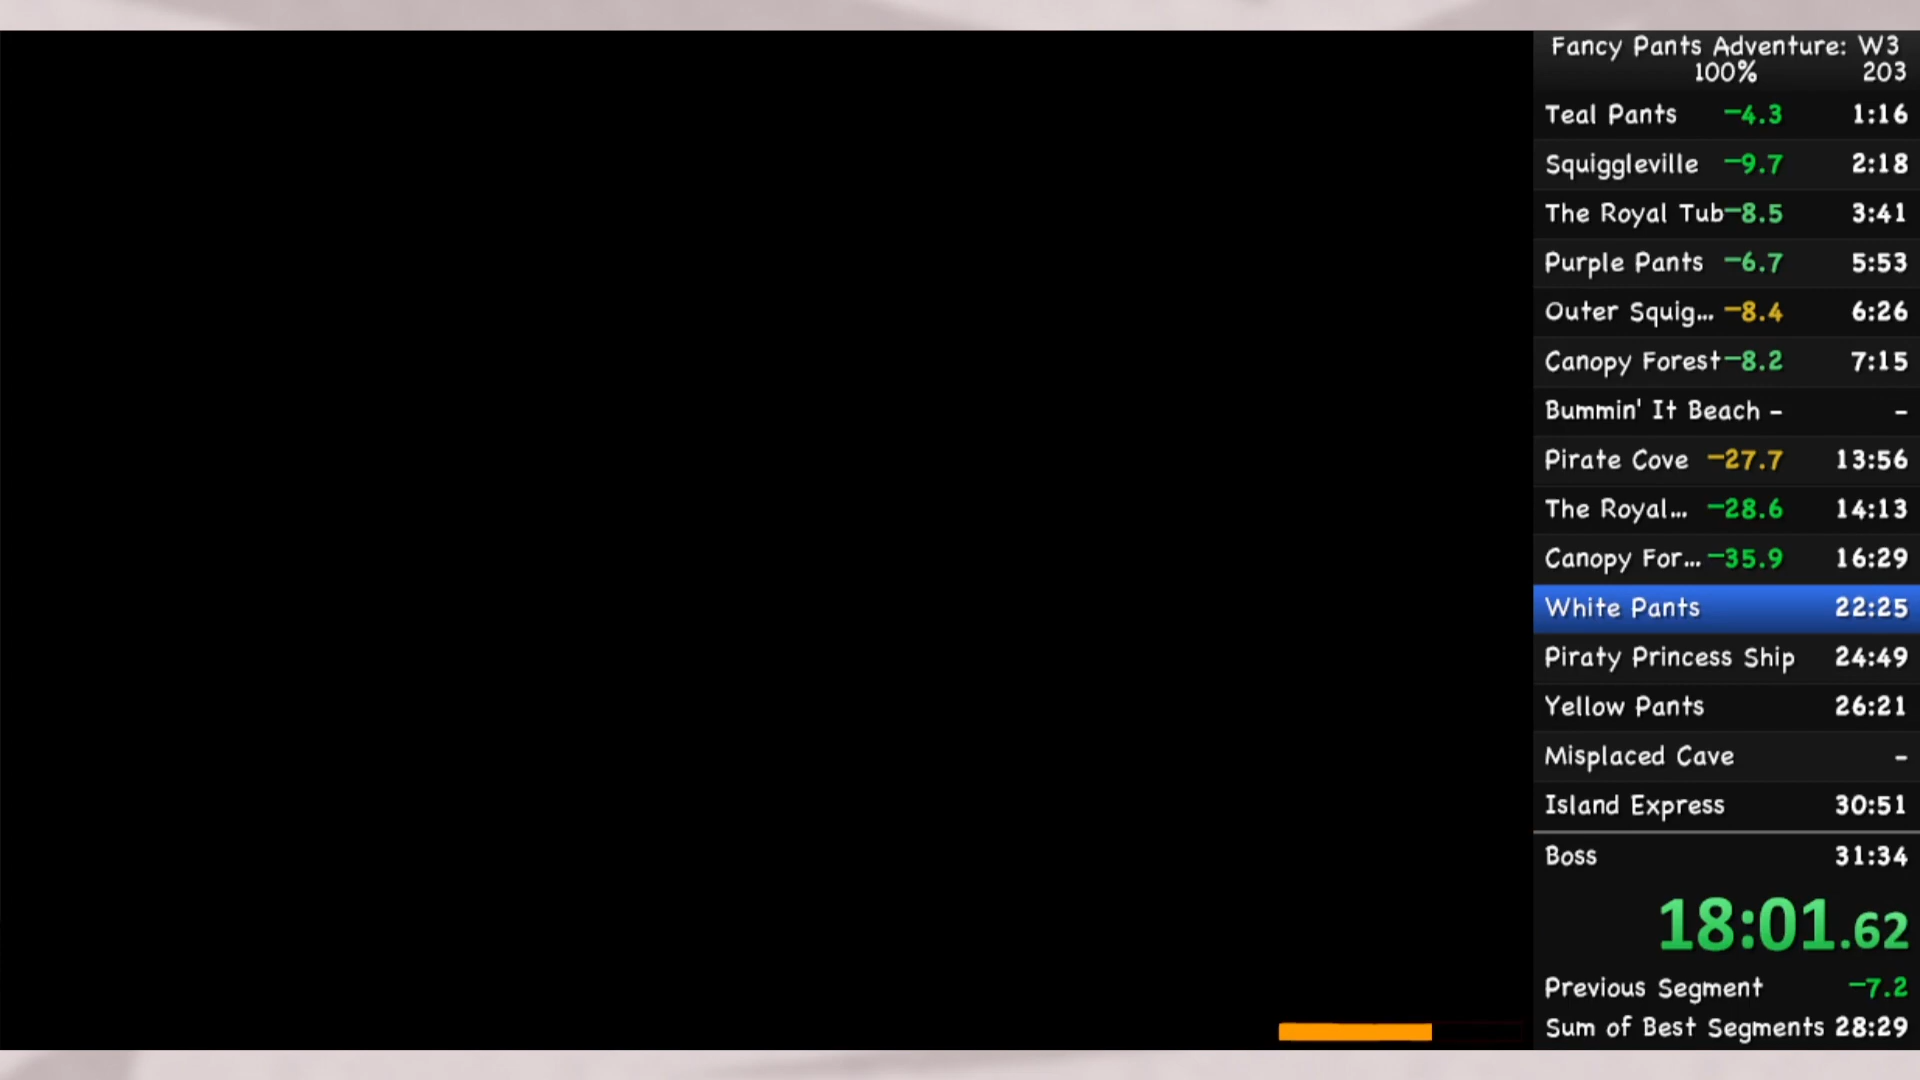 Fancy Pants Adventure: W3
100% 203
Teal Pants −4.3 1:16
Squiggleville −9.7 2:18
The Royal Tub −8.5 3:41
Purple Pants −6.7 5:53
Outer Squig... −8.4 6:26
Canopy Forest −8.2 7:15
Bummin' It Beach - -
Pirate Cove −27.7 13:56
The Royal... −28.6 14:13
Canopy For... −35.9 16:29
White Pants 22:25
Piraty Princess Ship 24:49
Yellow Pants 26:21
Misplaced Cave -
Island Express 30:51
Boss 31:34
18:01.62
Previous Segment −7.2
Sum of Best Segments 28:29